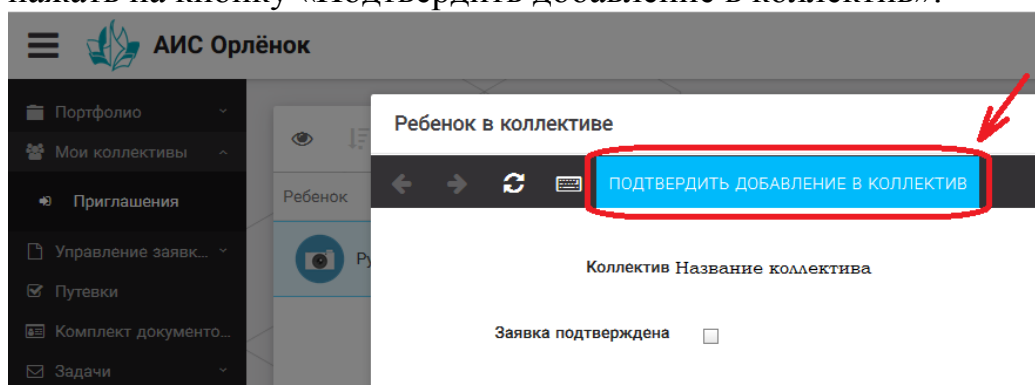 нажать на кнопку «Подтвердить добавление в коллектив».
АИС Орлёнок
Портфолио
Мои коллективы
Приглашения
Управление заявк...
Путевки
Комплект документо...
Задачи
Ребенок
Ребенок в коллективе
ПОДТВЕРДИТЬ ДОБАВЛЕНИЕ В КОЛЛЕКТИВ
Коллектив Название коллектива
Заявка подтверждена